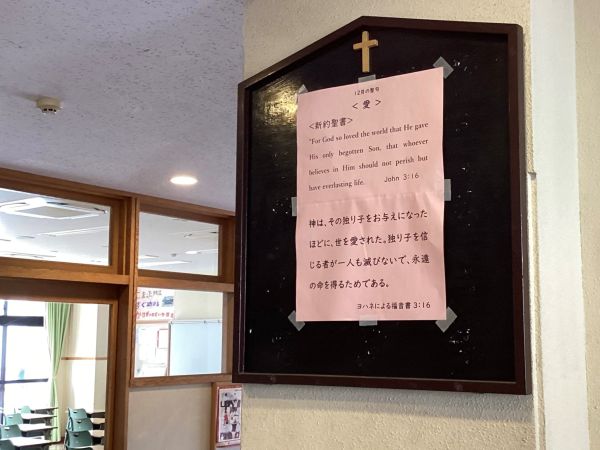 12月の聖句
＜愛＞
＜新約聖書＞
"For God so loved the world that He gave
His only begotten Son, that whoever
believes in Him should not perish but
have everlasting life. John 3:16
神は、その独り子をお与えになった
ほどに、世を愛された。独り子を信
じる者が一人も滅びないで、永遠
の命を得るためである。
ヨハネによる福音書 3:16